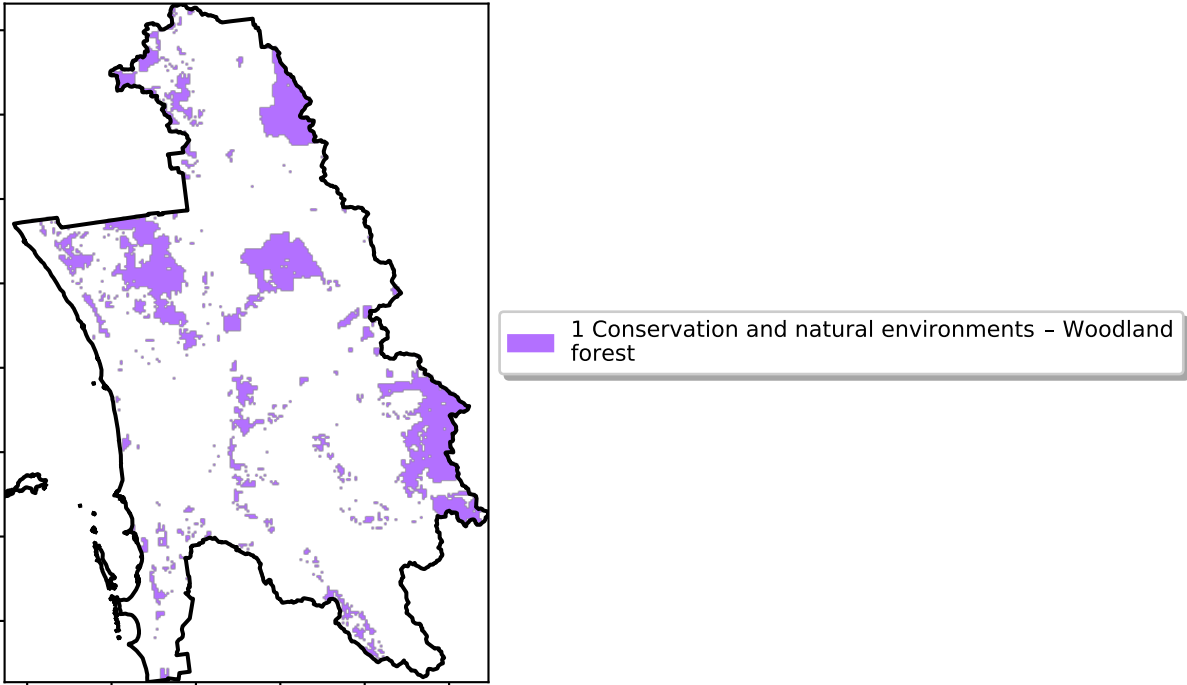 1 Conservation and natural environments – Woodland
forest